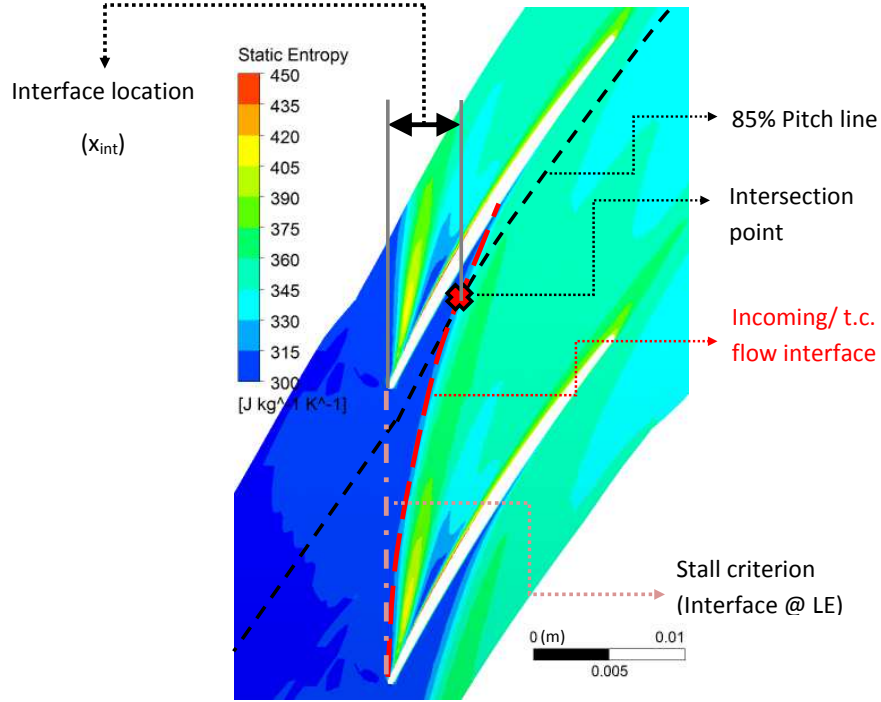 Static Entropy
450
435
420
405
390
375
360
345
330
315
300
[J kg^-1 K^-1]
Interface location
(xint)
85% Pitch line
Intersection
point
Incoming/ t.c.
flow interface
Stall criterion
(Interface @ LE)
0 (m)
0.01
0.005